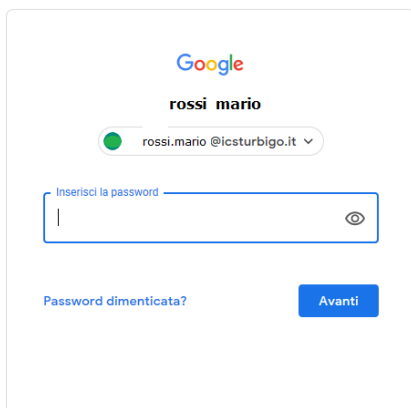 Google
rossi mario
rossi.mario @icsturbigo.it
Inserisci la password
Password dimenticata?
Avanti